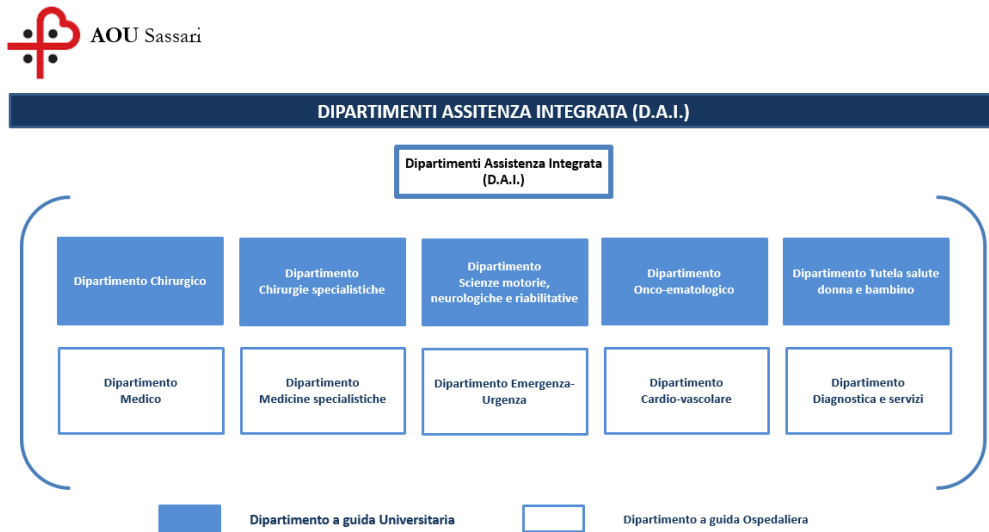 AOU Sassari
DIPARTIMENTI ASSITENZA INTEGRATA (D.A.I.)
Dipartimenti Assistenza Integrata
(D.A.I.)
Dipartimento Chirurgico
Dipartimento
Chirurgie specialistiche
Dipartimento
Scienze motorie,
neurologiche e riabilitative
Dipartimento
Onco-ematologico
Dipartimento Tutela salute
donna e bambino
Dipartimento
Medico
Dipartimento
Medicine specialistiche
Dipartimento Emergenza-
Urgenza
Dipartimento
Cardio-vascolare
Dipartimento
Diagnostica e servizi
Dipartimento a guida Universitaria
Dipartimento a guida Ospedaliera